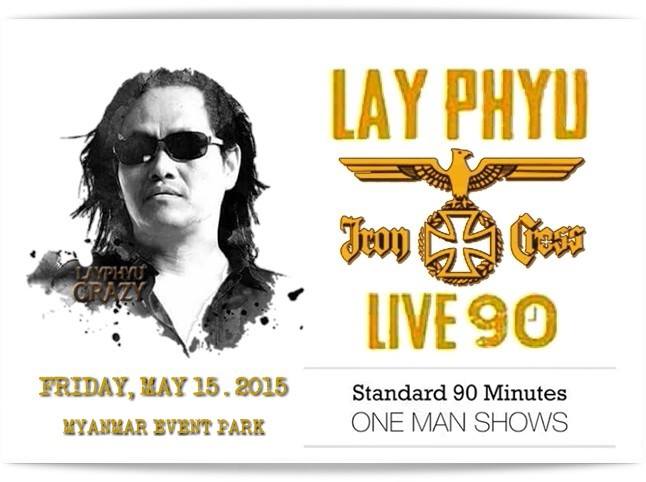 LAY PHYU
Iron Cross
LIVE 90
LAYPHYU
CRAZY
FRIDAY, MAY 15 . 2015
MYANMAR EVENT PARK
Standard 90 Minutes
ONE MAN SHOWS